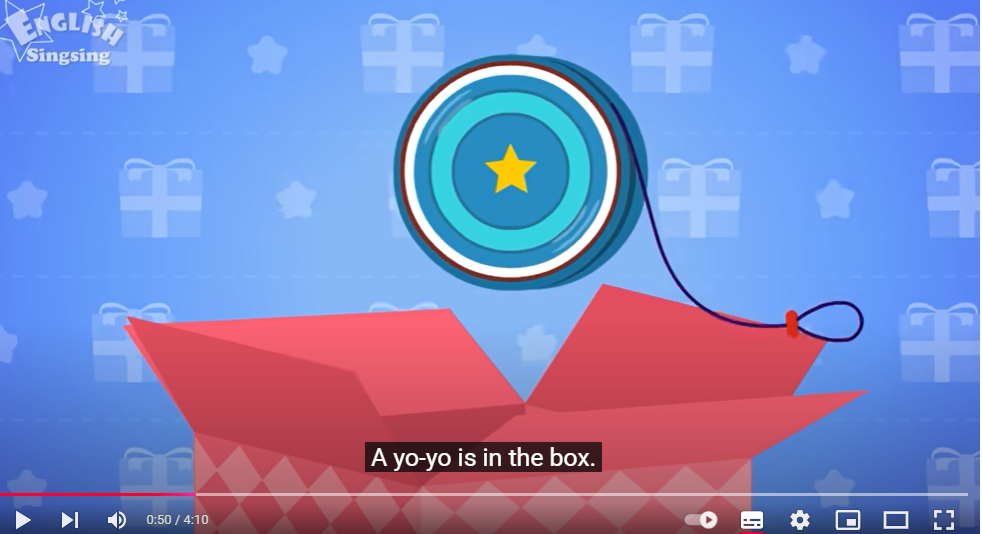 ENGLISH
Singsing
A yo-yo is in the box.
0:50 / 4:10